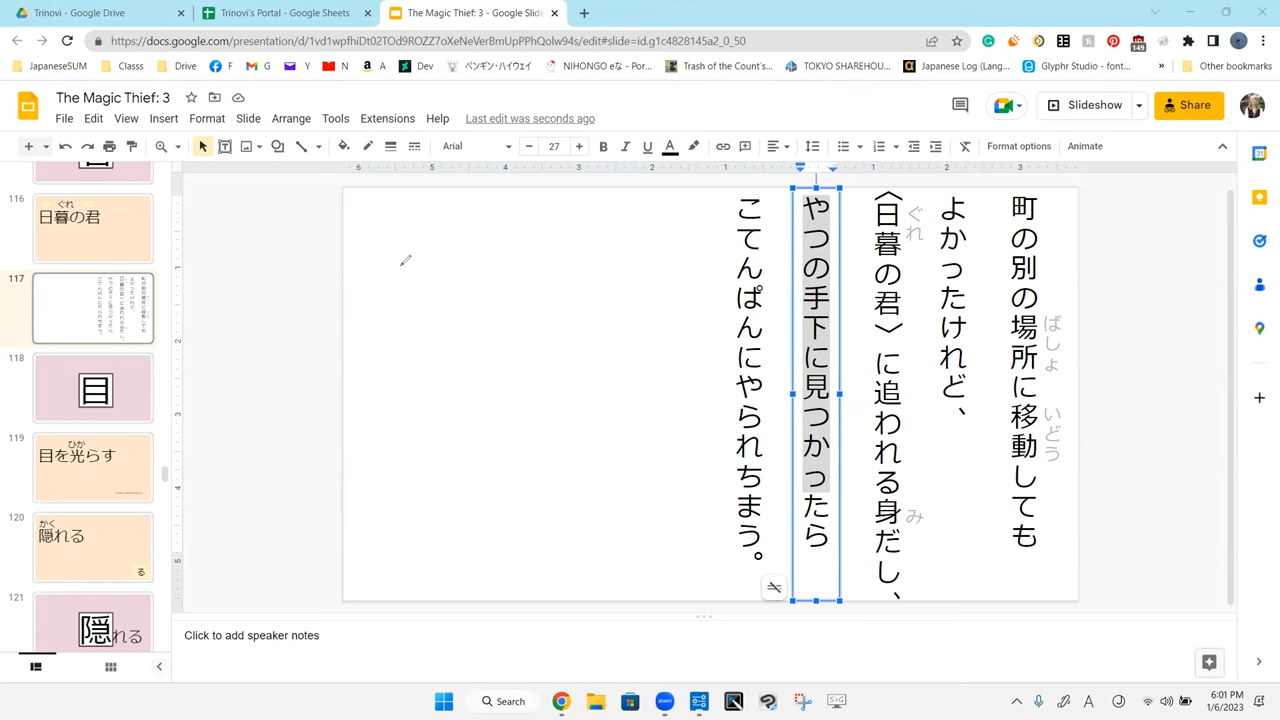 Trinovi - Google Drive
Trinovi's Portal - Google Sheets
The Magic Thief: 3 - Google Slide
https://docs.google.com/presentation/d/1vd1wpfhiDt02TOd9ROZZ7oXeNeVerBmUpPPhQolw94s/edit#slide=id.g1c4828145a2_0_50
149
JapaneseSUM
Classs
Drive
F
G
Y
N
A
Dev
ペンギン・ハイウェイ
NIHONGO eな - Por...
Trash of the Count's...
TOKYO SHAREHOU...
Japanese Log (Lang...
Glyphr Studio - font...
Other bookmarks
The Magic Thief: 3
File Edit View Insert Format Slide Arrange Tools Extensions Help
Last edit was seconds ago
Slideshow
Share
Arial
27
Format options
Animate
116
日暮の君
ぐれ
117
118
目
119
目を光らす
ひか
120
隠れる
かく
る
121
隠れる
町の別の場所に移動しても
ばしょ
いどう
よかったけれど、
〈日暮の君〉に追われる身だし、
ぐれ
み
やつの手下に見つかったら
こてんぱんにやられちまう。
Click to add speaker notes
Search
6:01 PM
1/6/2023